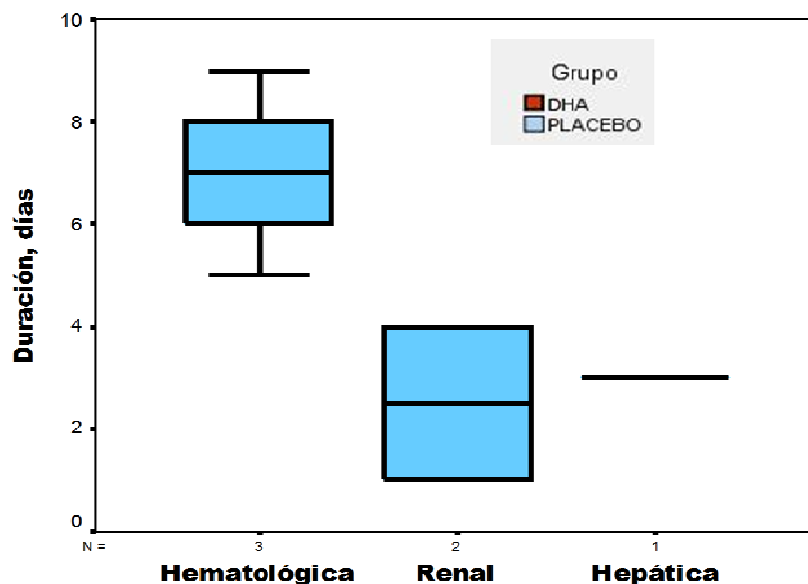 10
8
6
4
2
0
Duración, días
Grupo
DHA
PLACEBO
N = 3 2 1
Hematológica Renal Hepática